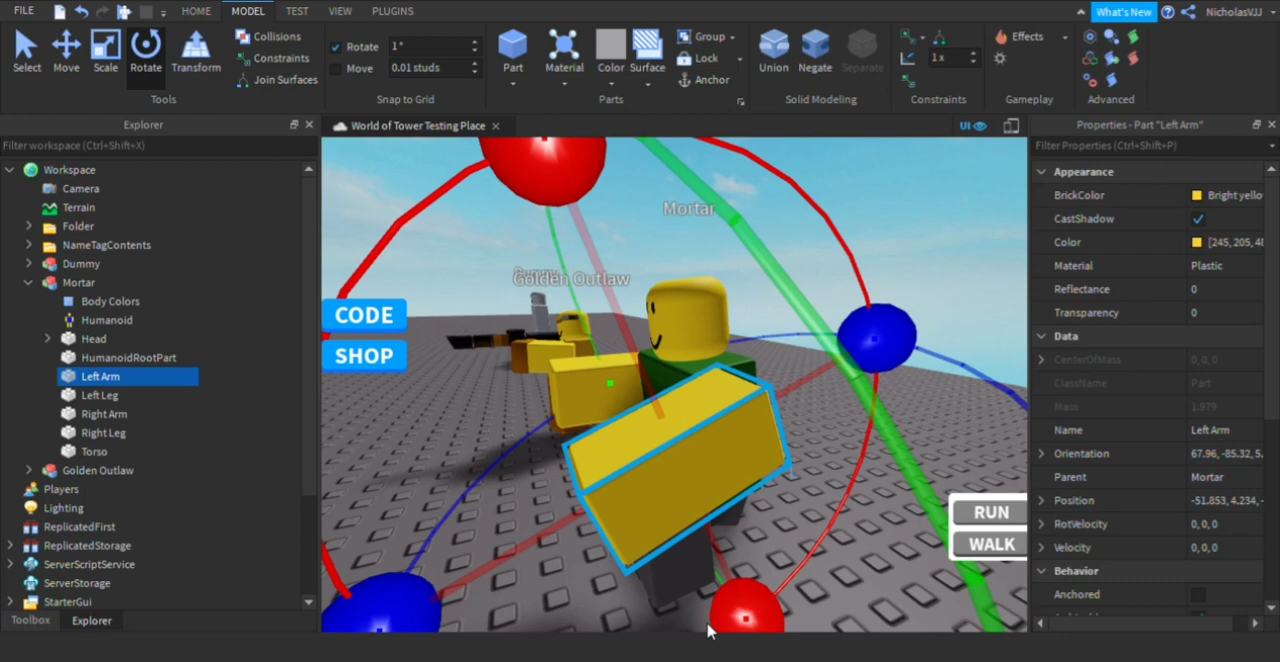 FILE HOME MODEL TEST VIEW PLUGINS What's New NicholasVJJ
Select Move Scale Rotate Transform
Collisions
Constraints
Join Surfaces
Tools
Rotate 1°
Move 0.01 studs
Snap to Grid
Part Material Color Surface
Group
Lock
Anchor
Parts
Union Negate Separate
Solid Modeling
1x
Constraints
Effects
Gameplay
Advanced
Explorer
Filter workspace (Ctrl+Shift+X)
Workspace
Camera
Terrain
Folder
NameTagContents
Dummy
Mortar
Body Colors
Humanoid
Head
HumanoidRootPart
Left Arm
Left Leg
Right Arm
Right Leg
Torso
Golden Outlaw
Players
Lighting
ReplicatedFirst
ReplicatedStorage
ServerScriptService
ServerStorage
StarterGui
Toolbox Explorer
World of Tower Testing Place
UI
Mortar
Dummy
Golden Outlaw
CODE
SHOP
RUN
WALK
Properties - Part "Left Arm"
Filter Properties (Ctrl+Shift+P)
Appearance
BrickColor Bright yello
CastShadow
Color [245, 205, 48
Material Plastic
Reflectance 0
Transparency 0
Data
CenterOfMass 0, 0, 0
ClassName Part
Mass 1.979
Name Left Arm
Orientation 67.96, -85.32, 5.
Parent Mortar
Position -51.853, 4.234, -
RotVelocity 0, 0, 0
Velocity 0, 0, 0
Behavior
Anchored